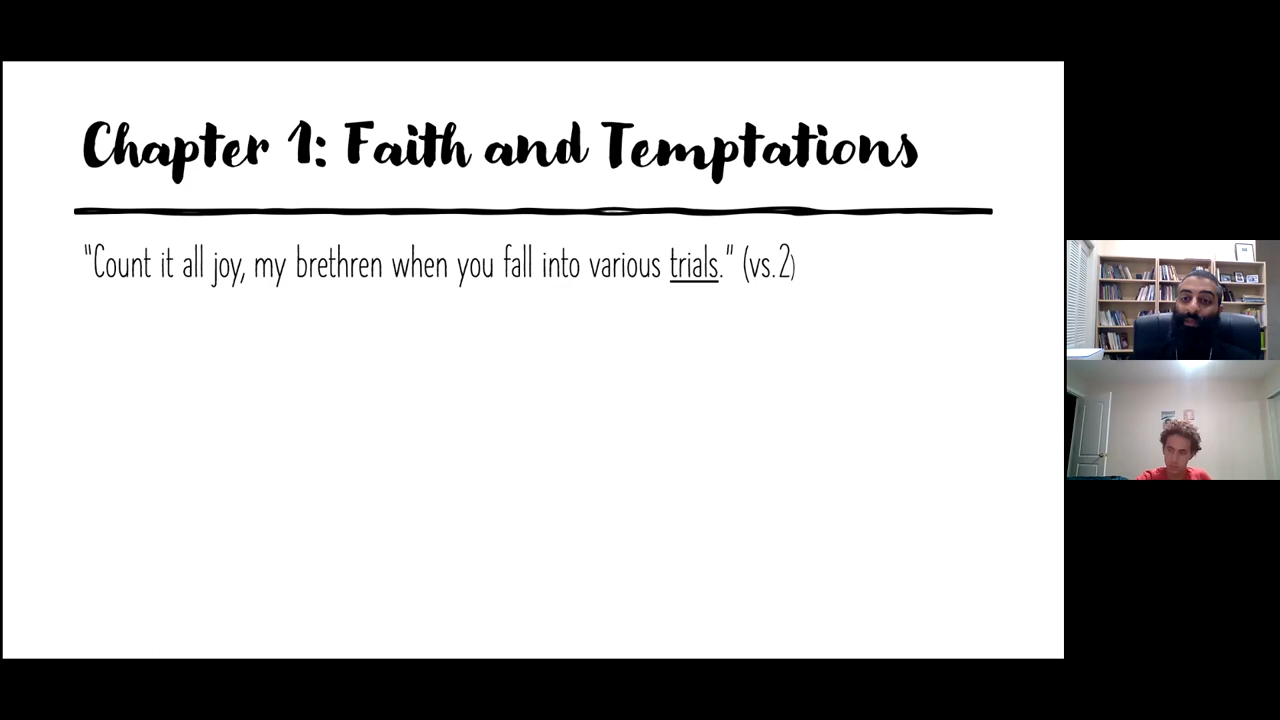 Chapter 1: Faith and Temptations
"Count it all joy, my brethren when you fall into various trials." (vs.2)